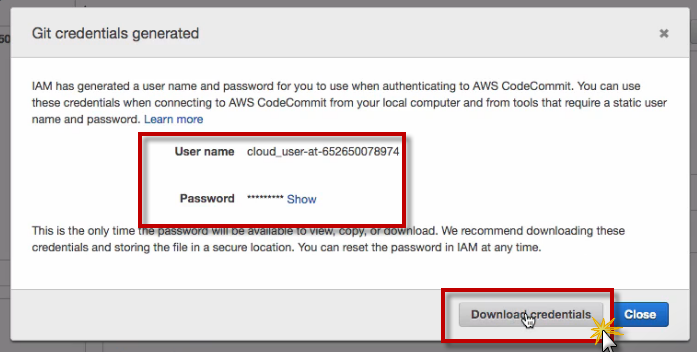 50
Git credentials generated
IAM has generated a user name and password for you to use when authenticating to AWS CodeCommit. You can use
these credentials when connecting to AWS CodeCommit from your local computer and from tools that require a static user
name and password. Learn more
User name cloud_user-at-652650078974
Password ********* Show
This is the only time the password will be available to view, copy, or download. We recommend downloading these
credentials and storing the file in a secure location. You can reset the password in IAM at any time.
Download credentials Close